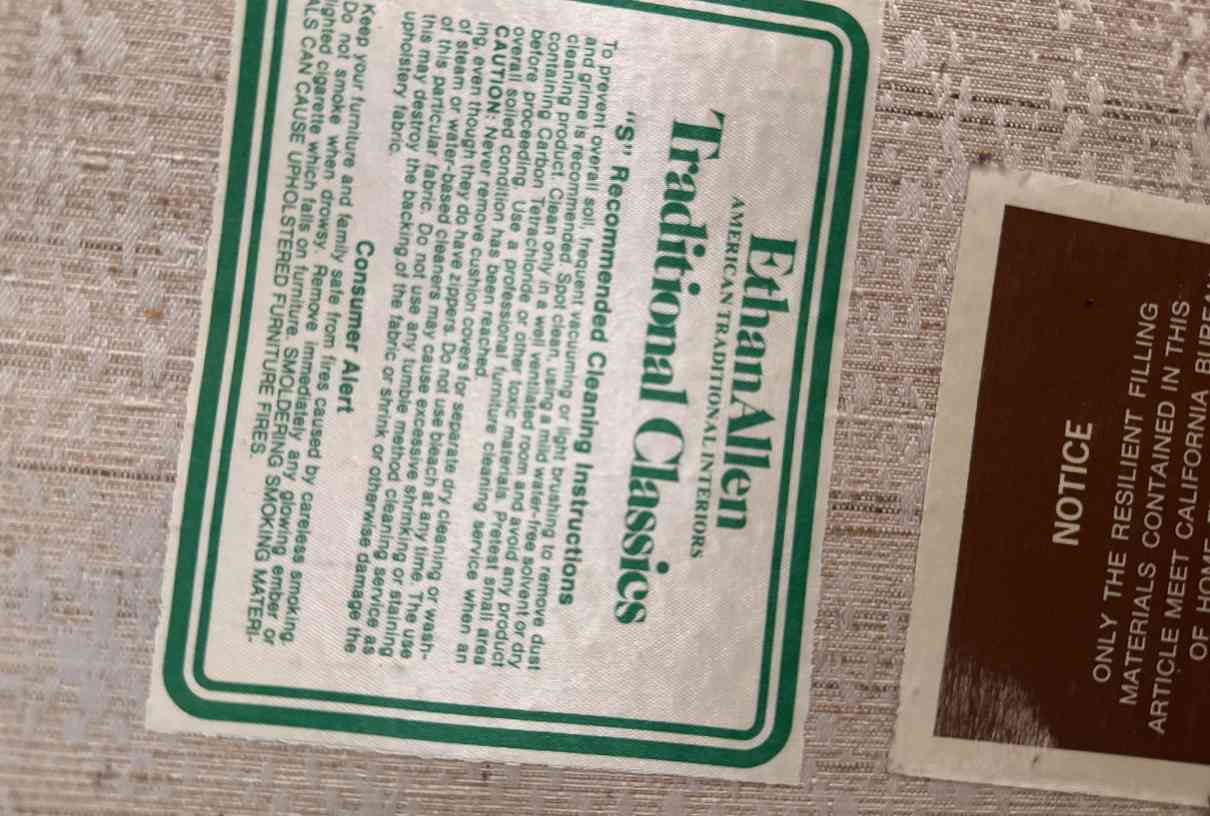 Ethan Allen
AMERICAN TRADITIONAL INTERIORS
Traditional Classics
"S" Recommended Cleaning Instructions
To prevent overall soil, frequent vacuuming or light brushing to remove dust
and grime is recommended. Spot clean, using a mild water-free solvent or dry
cleaning product. Clean only in a well ventilated room and avoid any product
containing Carbon Tetrachloride or other toxic materials. Pretest small area
before proceeding. Use a professional furniture cleaning service when an
overall soiled condition has been reached.
CAUTION: Never remove cushion covers for separate dry cleaning or wash-
ing, even though they do have zippers. Do not use bleach at any time. The use
of steam or water-based cleaners may cause excessive shrinking or staining
of this particular fabric. Do not use any tumble method cleaning service as
this may destroy the backing of the fabric or shrink or otherwise damage the
upholstery fabric.
Consumer Alert
Keep your furniture and family safe from fires caused by careless smoking.
Do not smoke when drowsy. Remove immediately any glowing ember or
lighted cigarette which falls on furniture. SMOLDERING SMOKING MATERI-
ALS CAN CAUSE UPHOLSTERED FURNITURE FIRES.
NOTICE
ONLY THE RESILIENT FILLING
MATERIALS CONTAINED IN THIS
ARTICLE MEET CALIFORNIA BUREAU
OF HOME